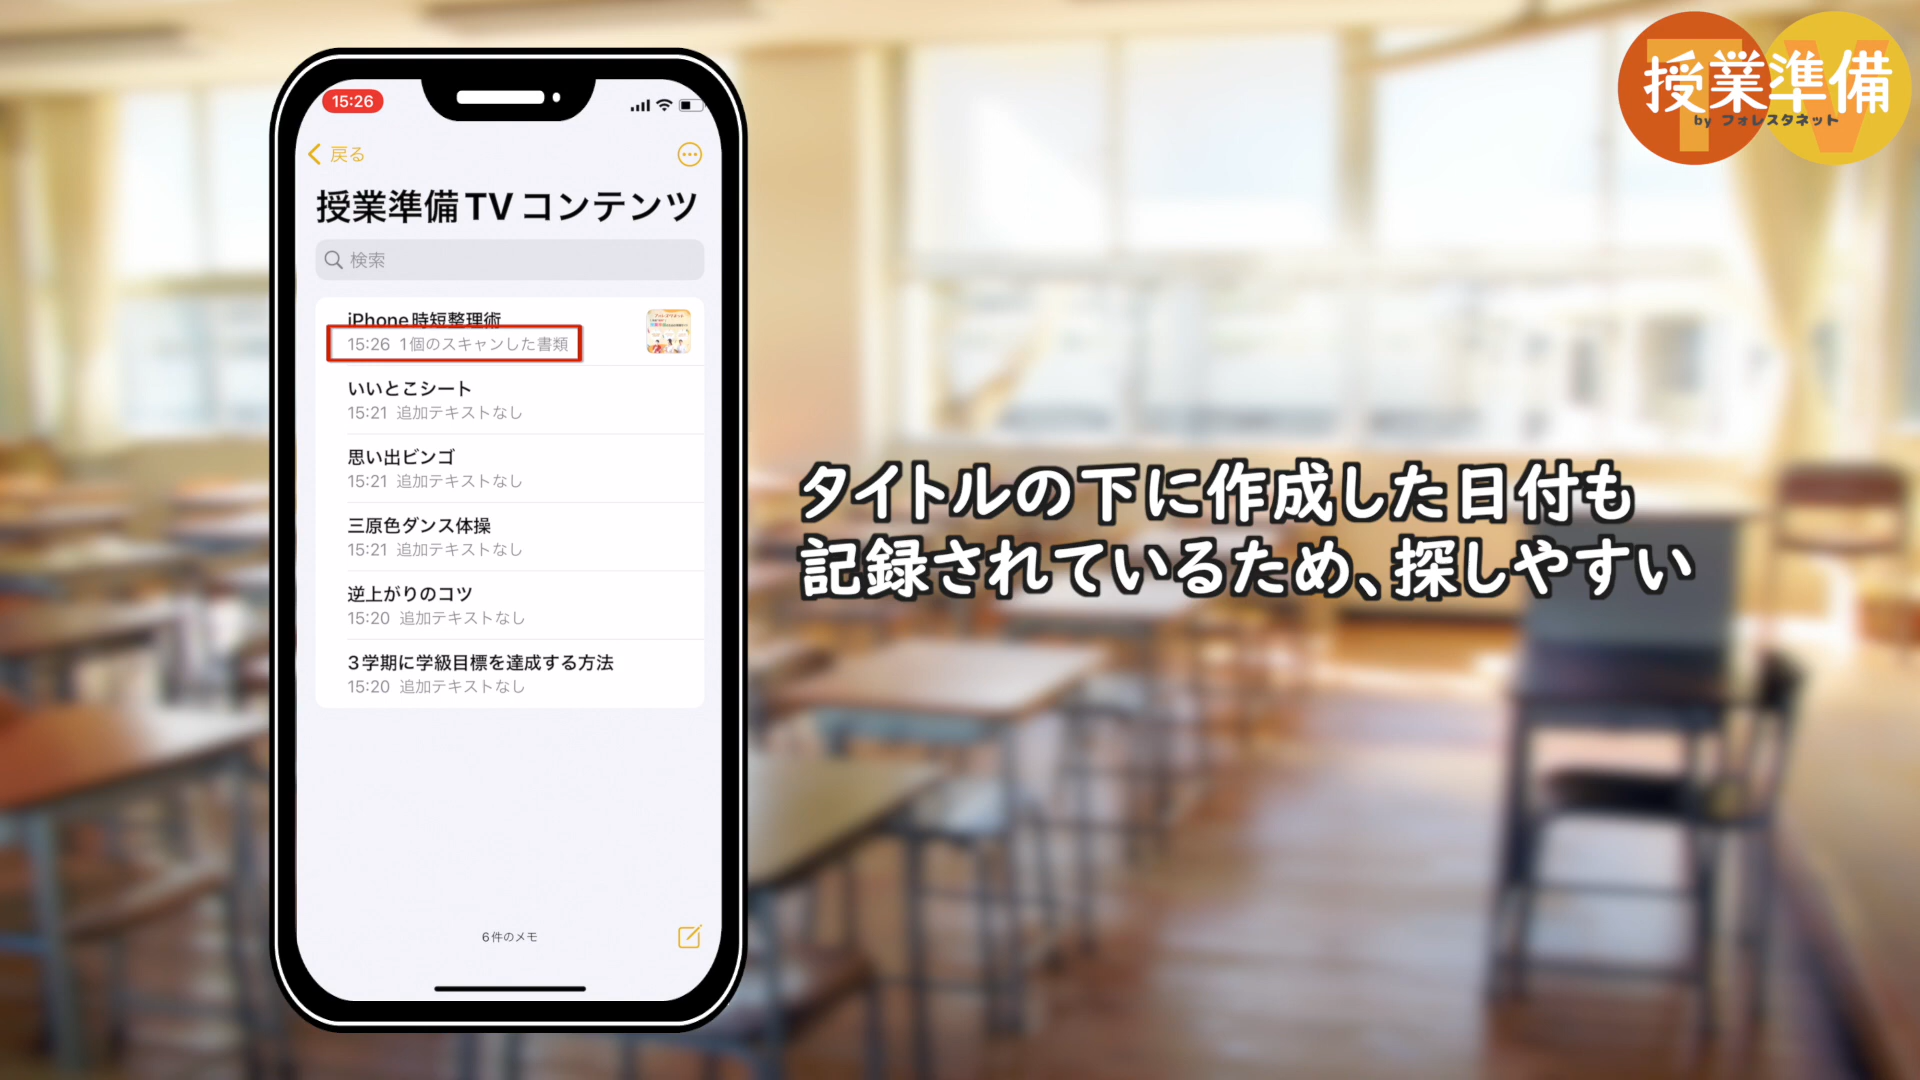 15:26
戻る
授業準備TVコンテンツ
検索
iPhone時短整理術
15:26 1個のスキャンした書類
いいとこシート
15:21 追加テキストなし
思い出ビンゴ
15:21 追加テキストなし
三原色ダンス体操
15:21 追加テキストなし
逆上がりのコツ
15:20 追加テキストなし
3学期に学級目標を達成する方法
15:20 追加テキストなし
6件のメモ
TV
授業準備
by フォレスタネット
タイトルの下に作成した日付も
記録されているため、探しやすい